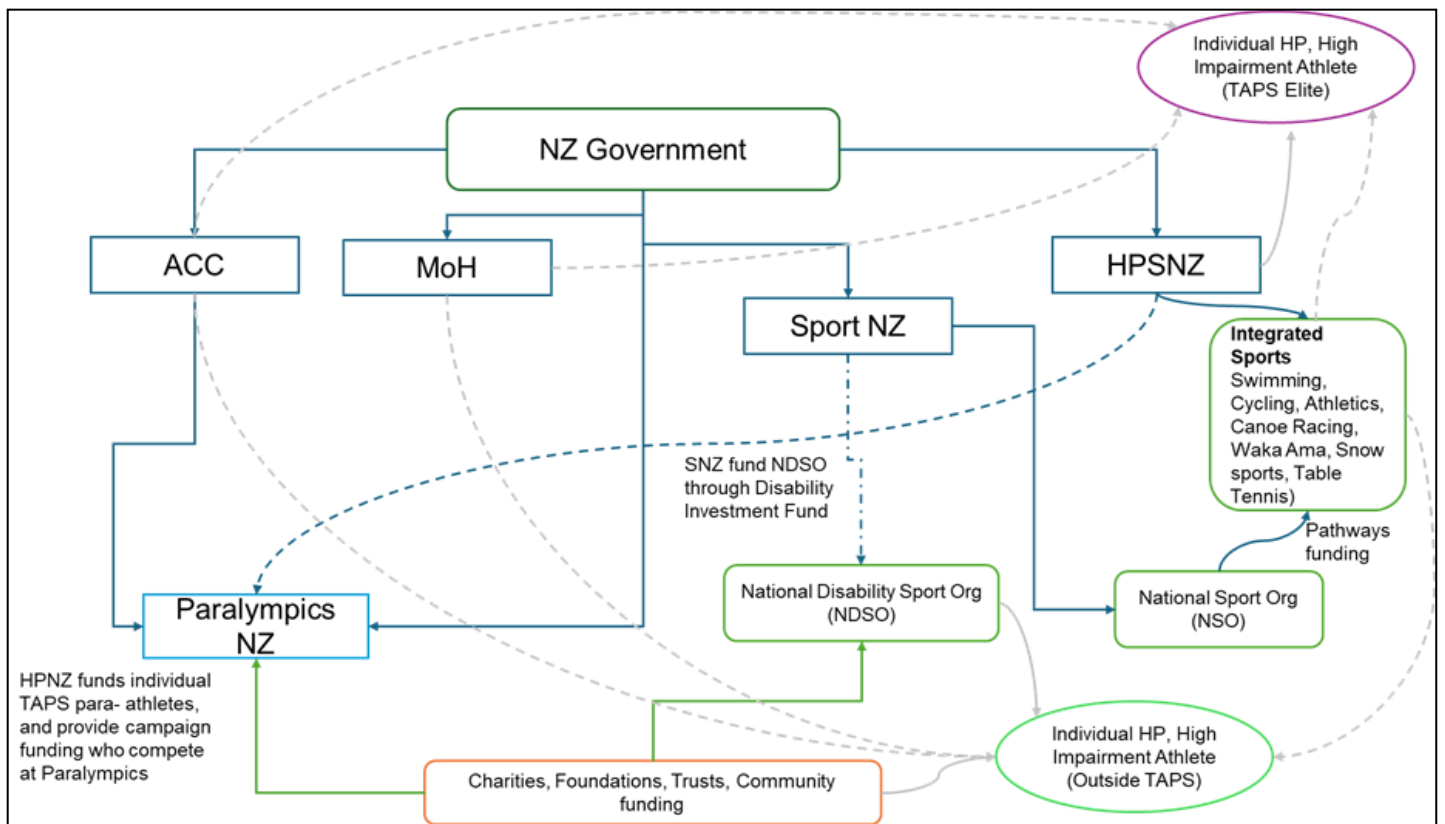 Individual HP, High
Impairment Athlete
(TAPS Elite)
NZ Government
ACC
MoH
HPSNZ
Sport NZ
Integrated
Sports
Swimming,
Cycling, Athletics,
Canoe Racing,
Waka Ama, Snow
sports, Table
Tennis)
SNZ fund NDSO
through Disability
Investment Fund
Pathways
funding
National Disability Sport Org
(NDSO)
National Sport Org
(NSO)
Paralympics
NZ
HPNZ funds individual
TAPS para- athletes,
and provide campaign
funding who compete
at Paralympics
Individual HP, High
Impairment Athlete
(Outside TAPS)
Charities, Foundations, Trusts, Community
funding